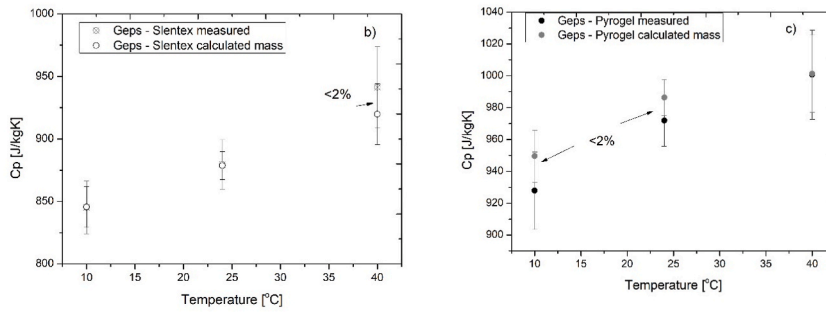 b)
Geps - Slentex measured
Geps - Slentex calculated mass
1000
950
900
850
800
Cp [J/kgK]
<2%
10 15 20 25 30 35 40
Temperature [°C]
c)
Geps - Pyrogel measured
Geps - Pyrogel calculated mass
1040
1020
1000
980
960
940
920
900
Cp [J/kgK]
<2%
10 15 20 25 30 35 40
Temperature [°C]